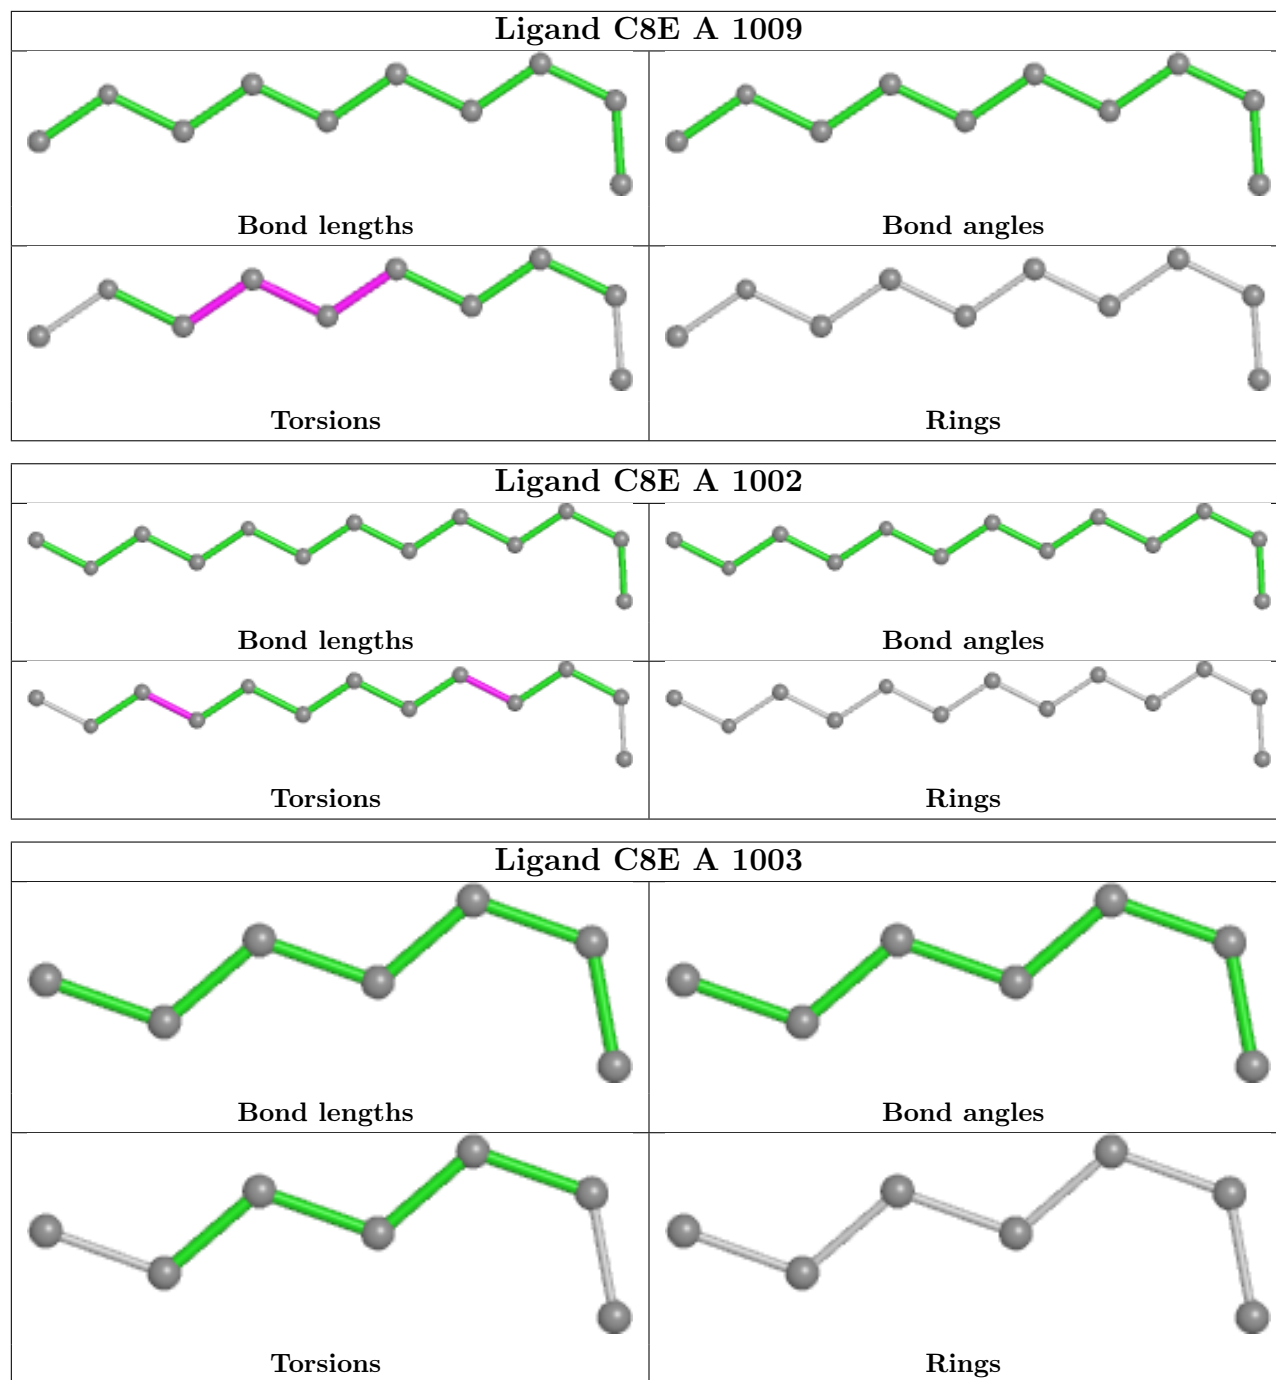 Ligand C8E A 1009
Bond lengths
Bond angles
Torsions
Rings
Ligand C8E A 1002
Bond lengths
Bond angles
Torsions
Rings
Ligand C8E A 1003
Bond lengths
Bond angles
Torsions
Rings